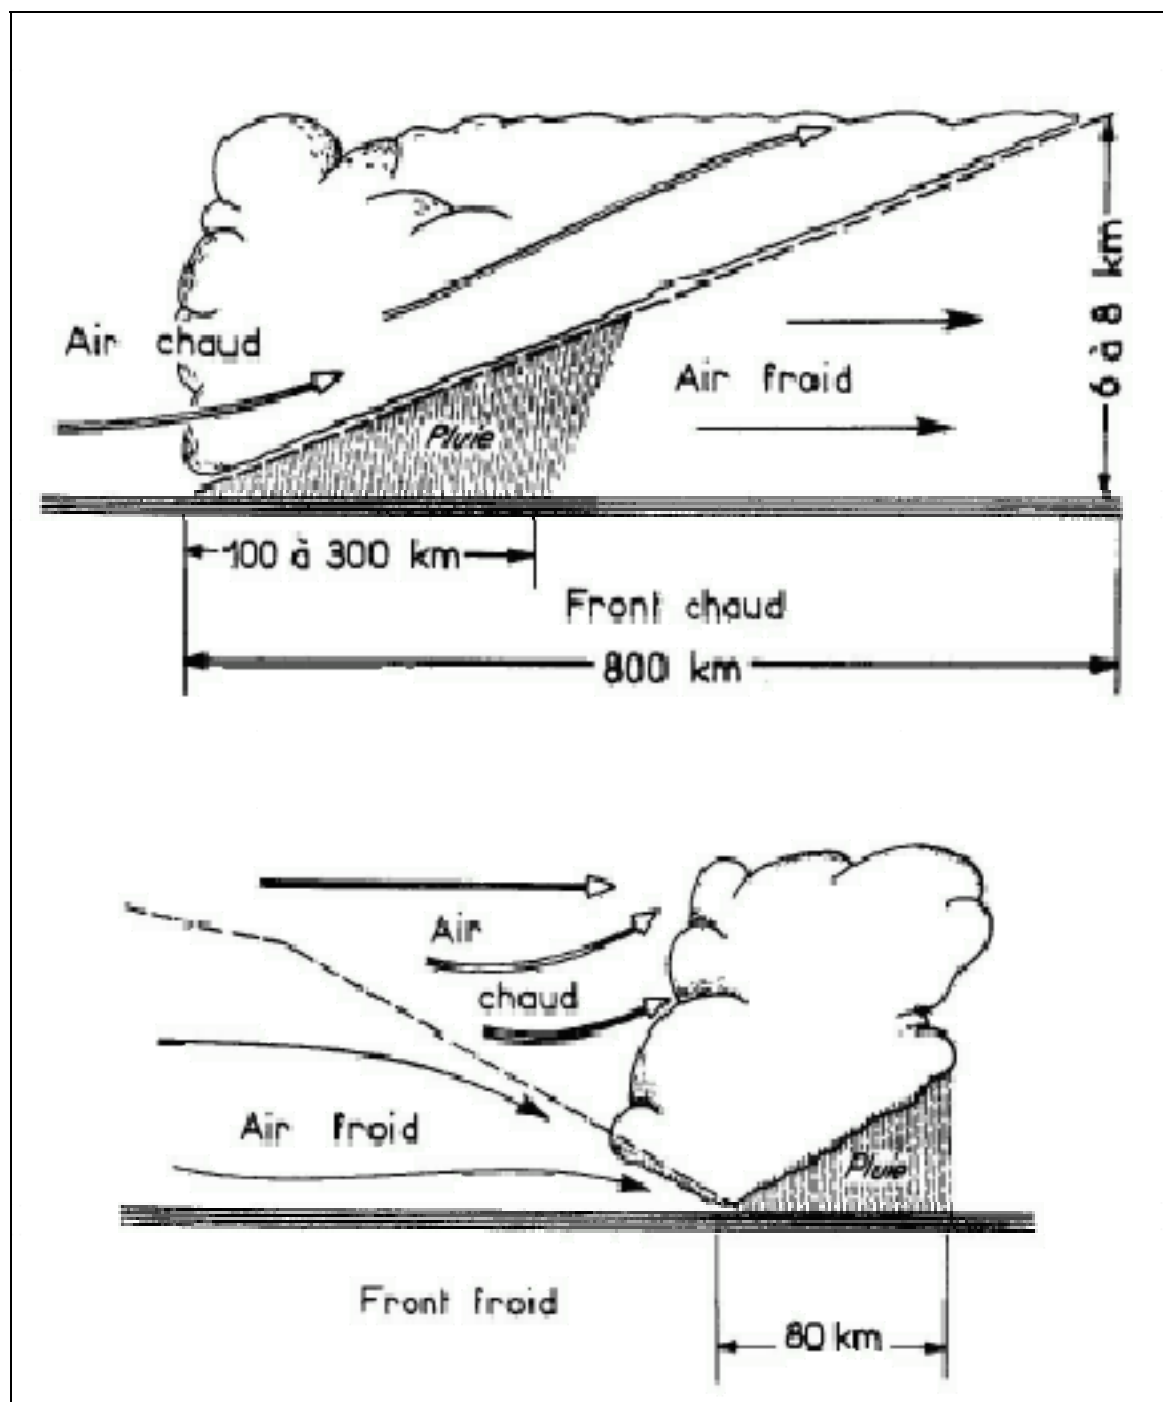 Air chaud
Pluie
Air froid
6 à 8 km
100 à 300 km
Front chaud
800 km
Air
chaud
Air froid
Pluie
Front froid
80 km